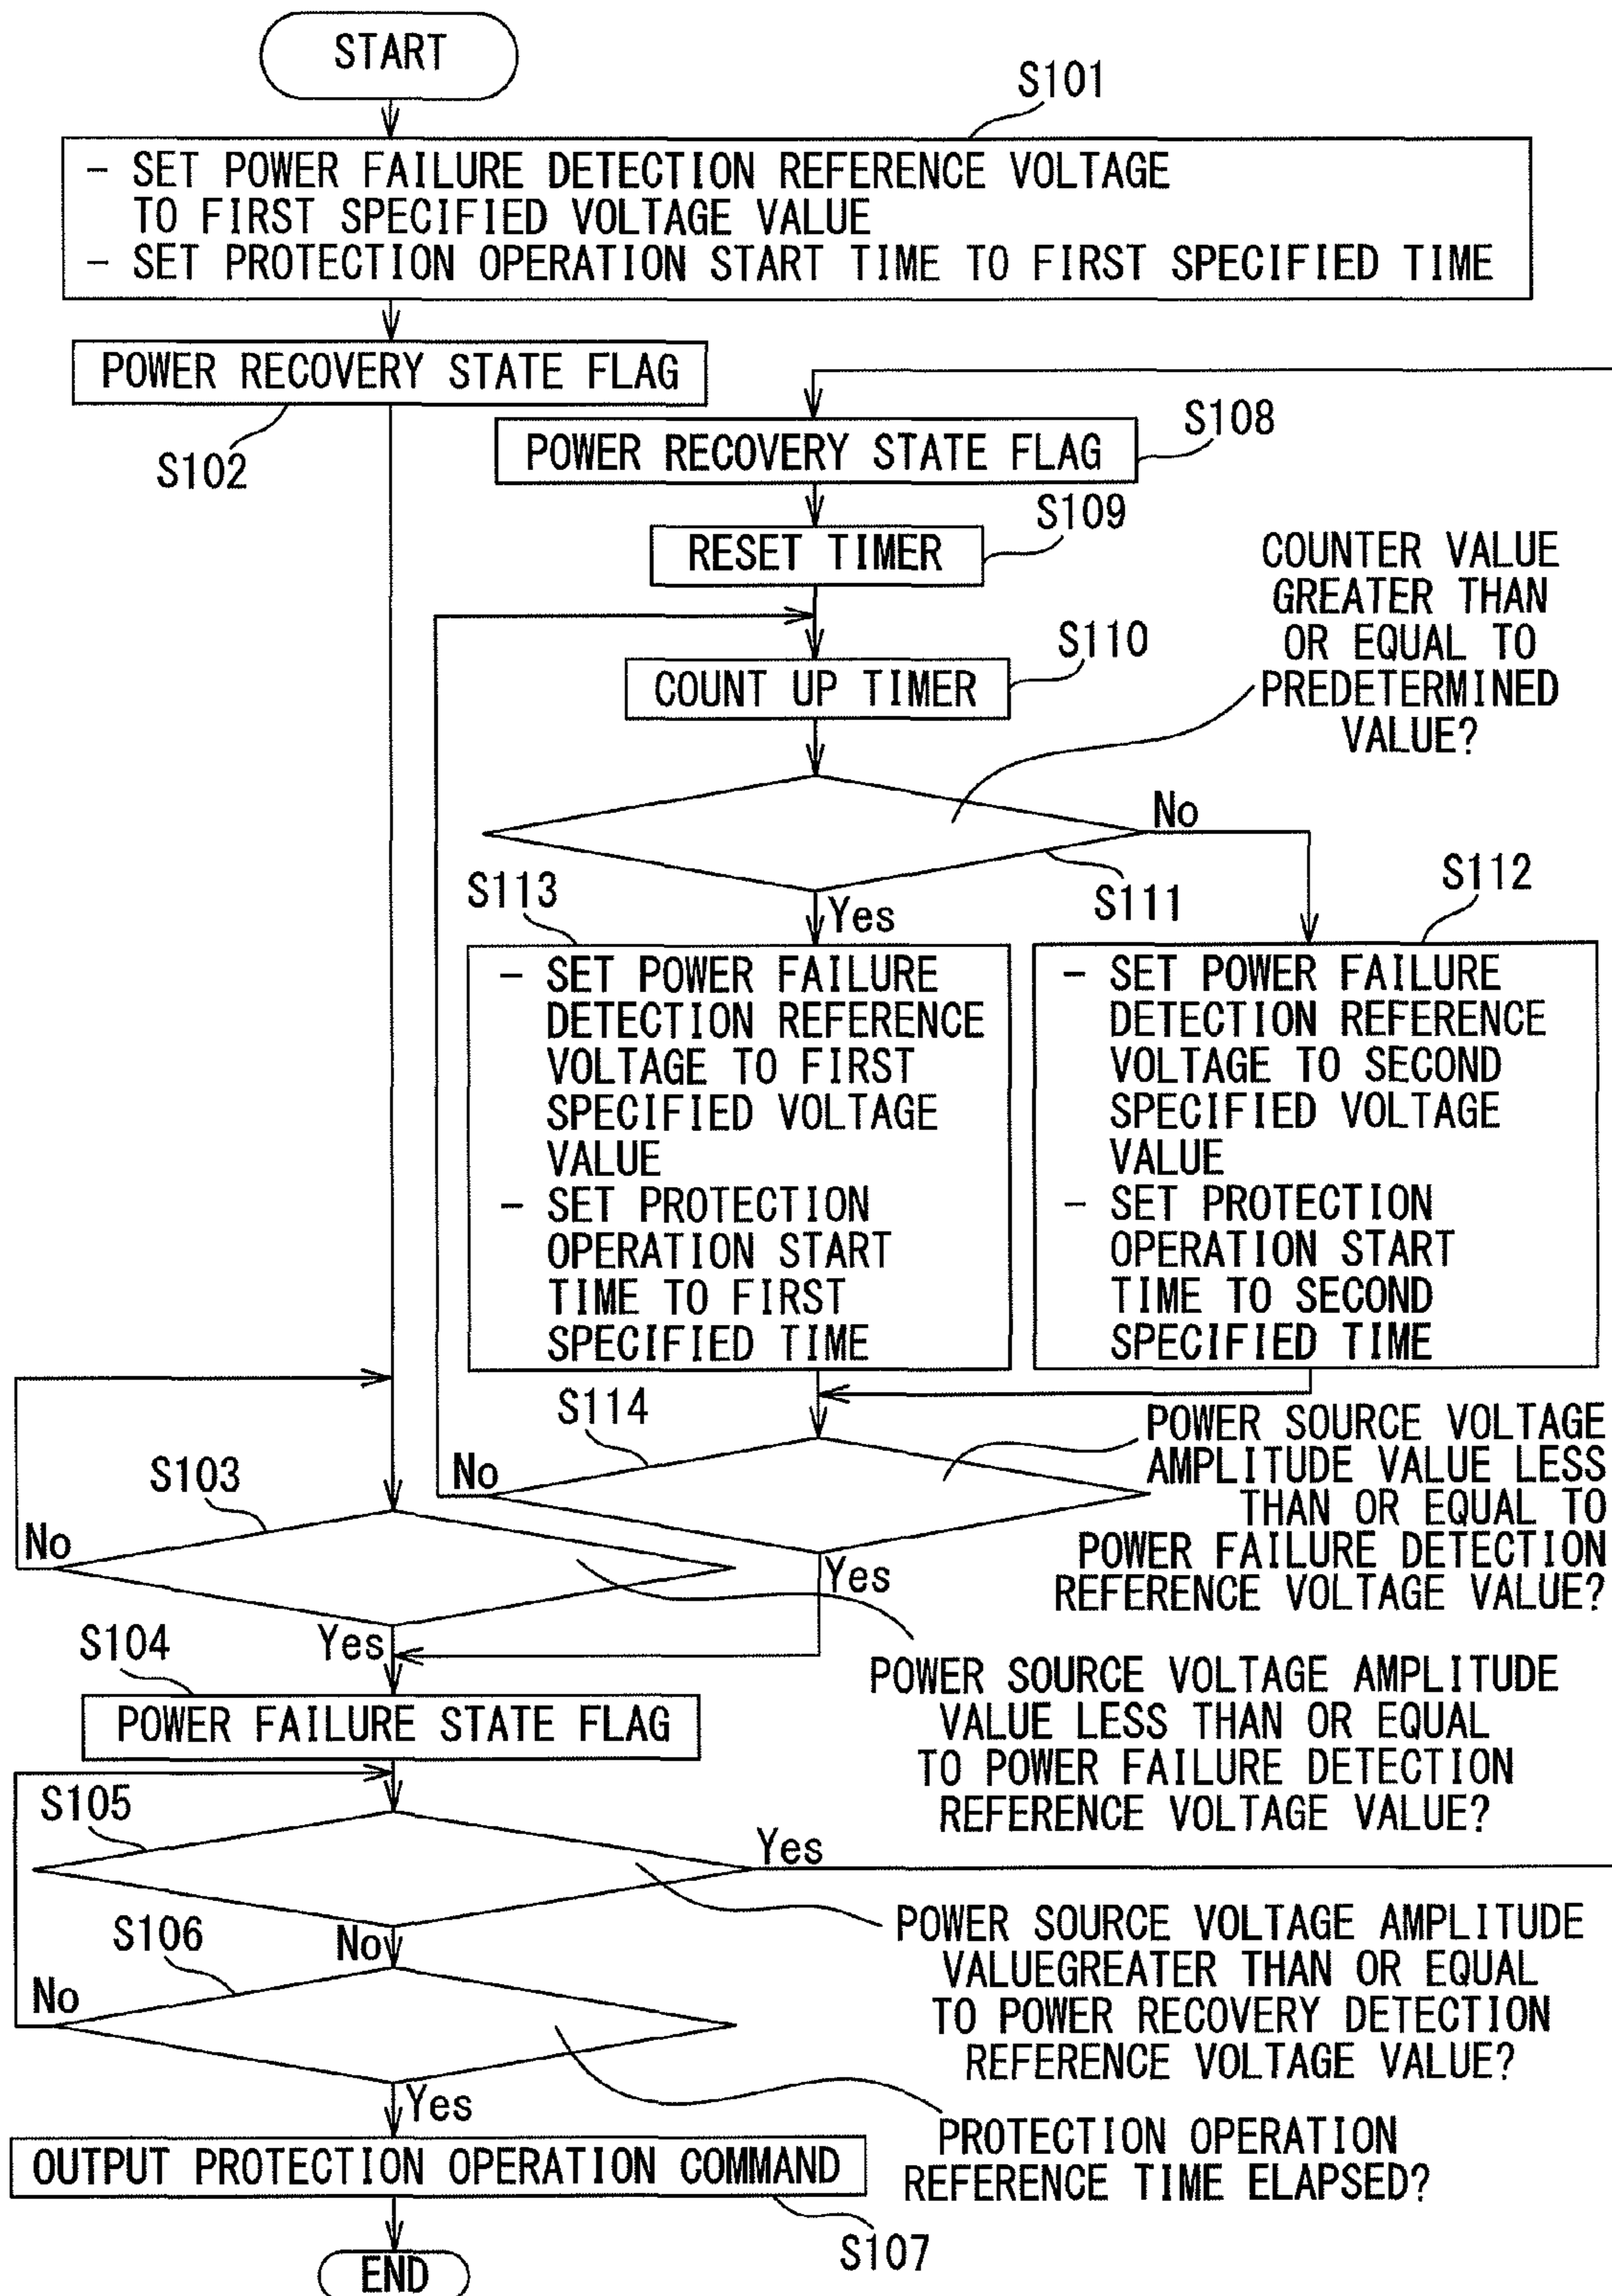 START
S101
- SET POWER FAILURE DETECTION REFERENCE VOLTAGE
TO FIRST SPECIFIED VOLTAGE VALUE
- SET PROTECTION OPERATION START TIME TO FIRST SPECIFIED TIME
POWER RECOVERY STATE FLAG
S102
S108
POWER RECOVERY STATE FLAG
S109
RESET TIMER
COUNTER VALUE
GREATER THAN
OR EQUAL TO
PREDETERMINED
VALUE?
S110
COUNT UP TIMER
No
S111
Yes
S113
- SET POWER FAILURE
DETECTION REFERENCE
VOLTAGE TO FIRST
SPECIFIED VOLTAGE
VALUE
- SET PROTECTION
OPERATION START
TIME TO FIRST
SPECIFIED TIME
S112
- SET POWER FAILURE
DETECTION REFERENCE
VOLTAGE TO SECOND
SPECIFIED VOLTAGE
VALUE
- SET PROTECTION
OPERATION START
TIME TO SECOND
SPECIFIED TIME
S114
No
Yes
POWER SOURCE VOLTAGE
AMPLITUDE VALUE LESS
THAN OR EQUAL TO
POWER FAILURE DETECTION
REFERENCE VOLTAGE VALUE?
S103
No
Yes
POWER SOURCE VOLTAGE AMPLITUDE
VALUE LESS THAN OR EQUAL
TO POWER FAILURE DETECTION
REFERENCE VOLTAGE VALUE?
S104
POWER FAILURE STATE FLAG
S105
Yes
No
POWER SOURCE VOLTAGE AMPLITUDE
VALUEGREATER THAN OR EQUAL
TO POWER RECOVERY DETECTION
REFERENCE VOLTAGE VALUE?
S106
No
Yes
PROTECTION OPERATION
REFERENCE TIME ELAPSED?
OUTPUT PROTECTION OPERATION COMMAND
S107
END